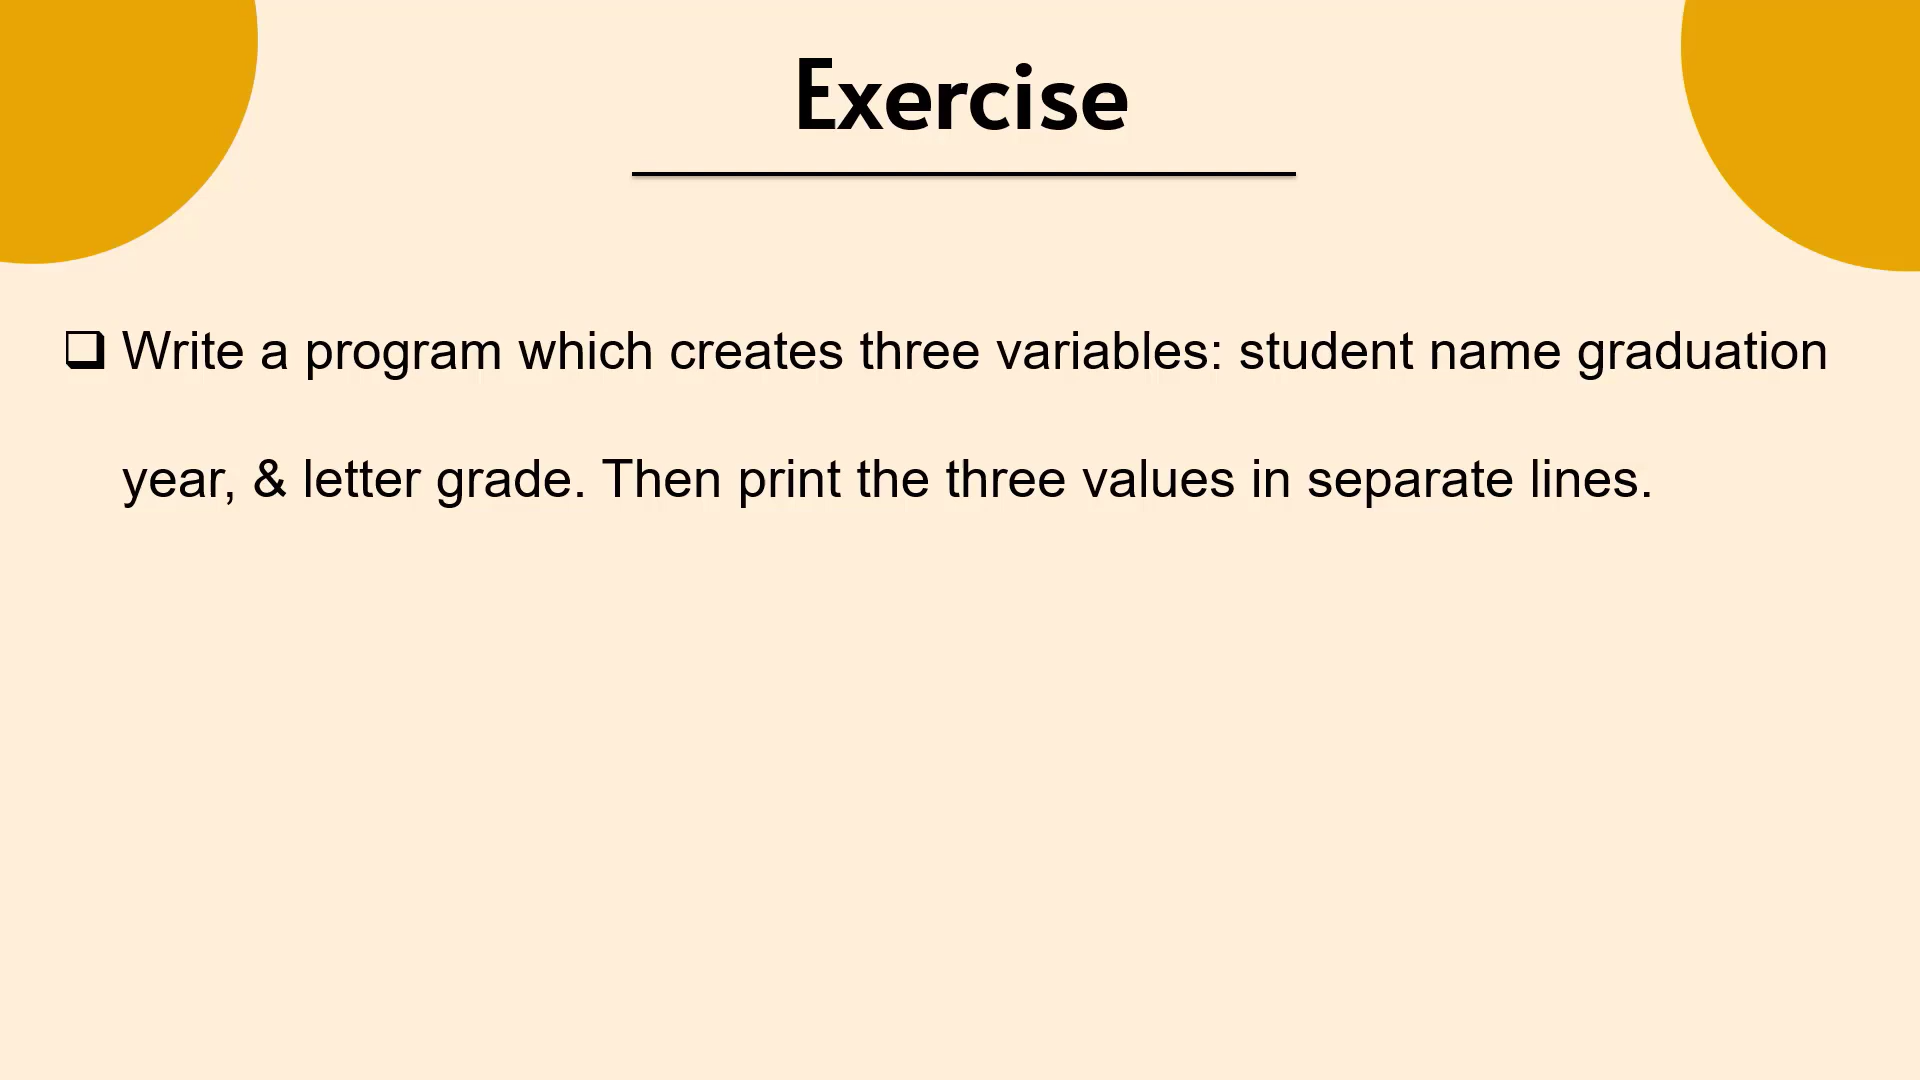 Exercise
❑ Write a program which creates three variables: student name graduation
year, & letter grade. Then print the three values in separate lines.